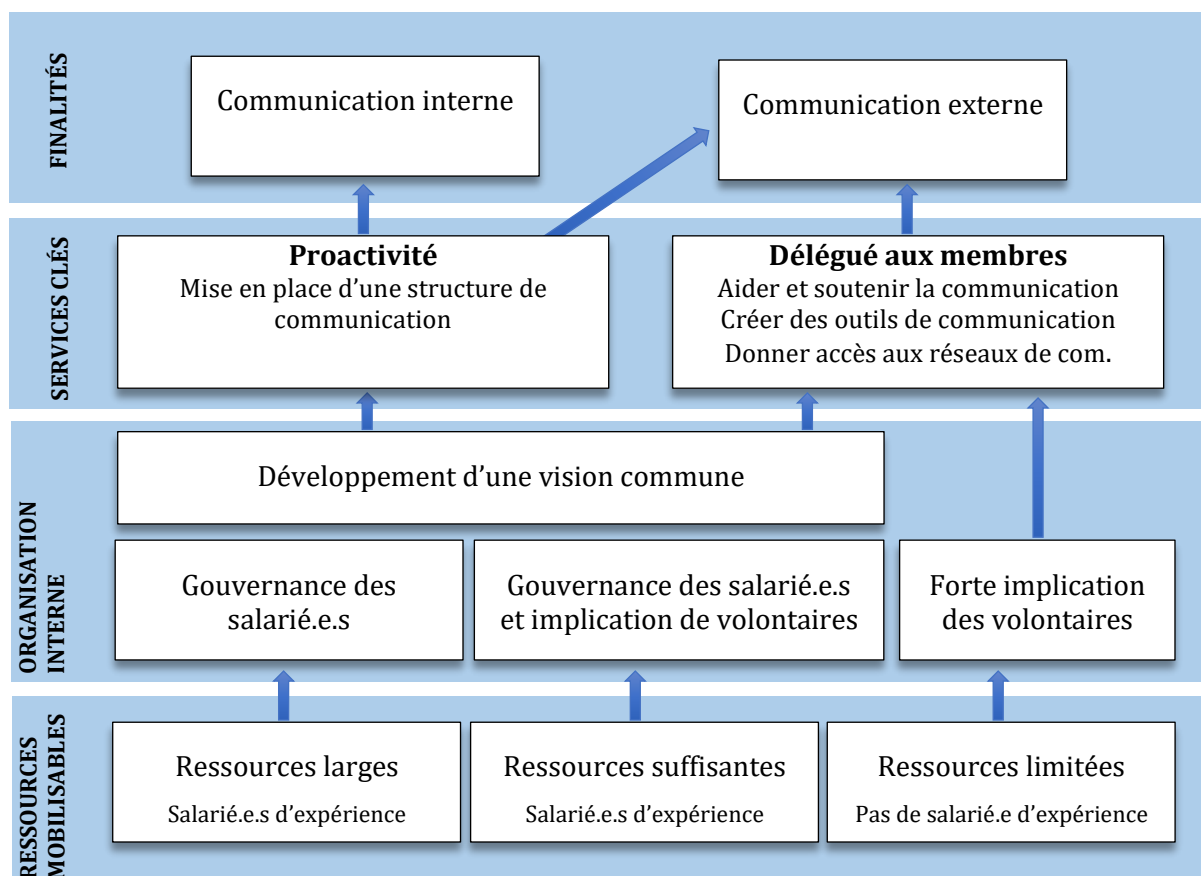 FINALITÉS
Communication interne
Communication externe
SERVICES CLÉS
Proactivité
Mise en place d’une structure de
communication
Délégué aux membres
Aider et soutenir la communication
Créer des outils de communication
Donner accès aux réseaux de com.
ORGANISATION
INTERNE
Développement d’une vision commune
Gouvernance des
salarié.e.s
Gouvernance des salarié.e.s
et implication de volontaires
Forte implication
des volontaires
RESSOURCES
MOBILISABLES
Ressources larges
Salarié.e.s d’expérience
Ressources suffisantes
Salarié.e.s d’expérience
Ressources limitées
Pas de salarié.e d’expérience